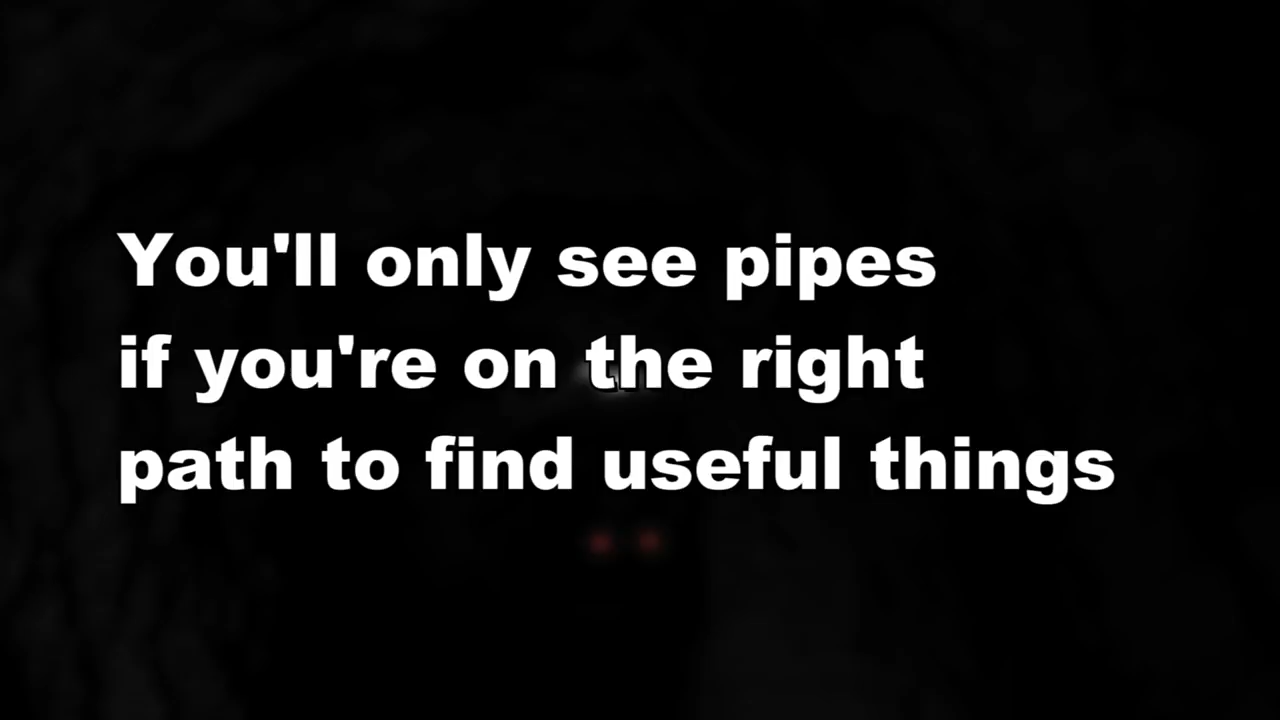 You'll only see pipes
if you're on the right
path to find useful things